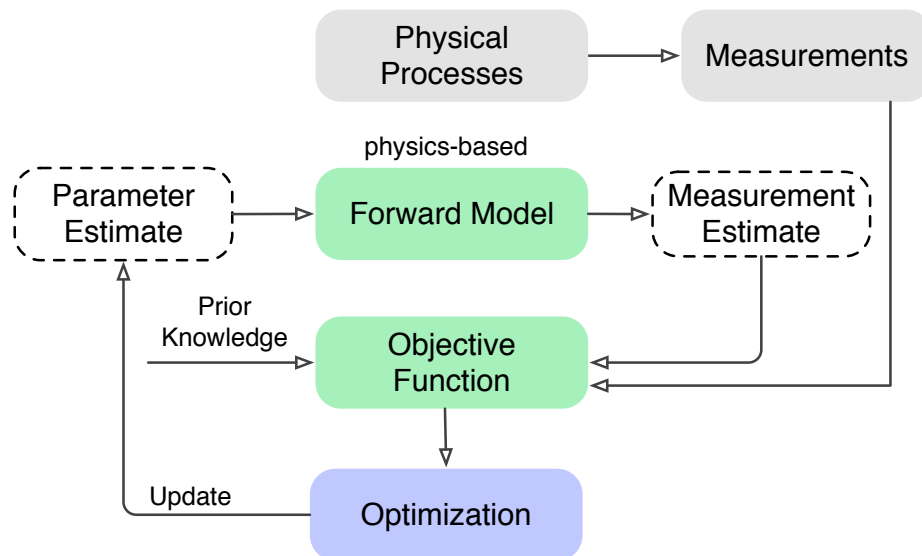 Physical
Processes
Measurements
physics-based
Parameter
Estimate
Forward Model
Measurement
Estimate
Prior
Knowledge
Objective
Function
Update
Optimization